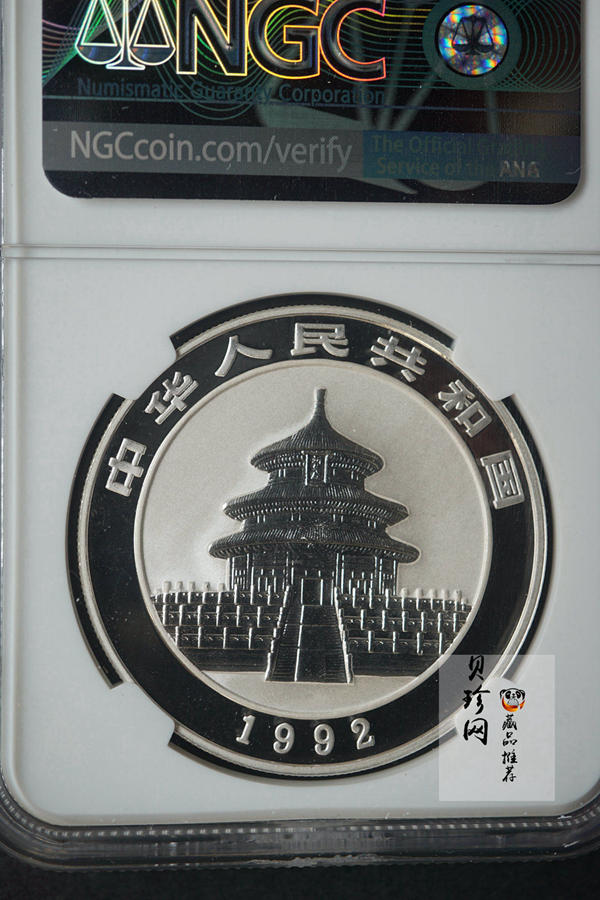 NGC
Numismatic Guaranty Corporation
NGCcoin.com/verify
The Official Grading
Service of the ANA
中华人民共和国
1992
贝珍网
藏品推荐